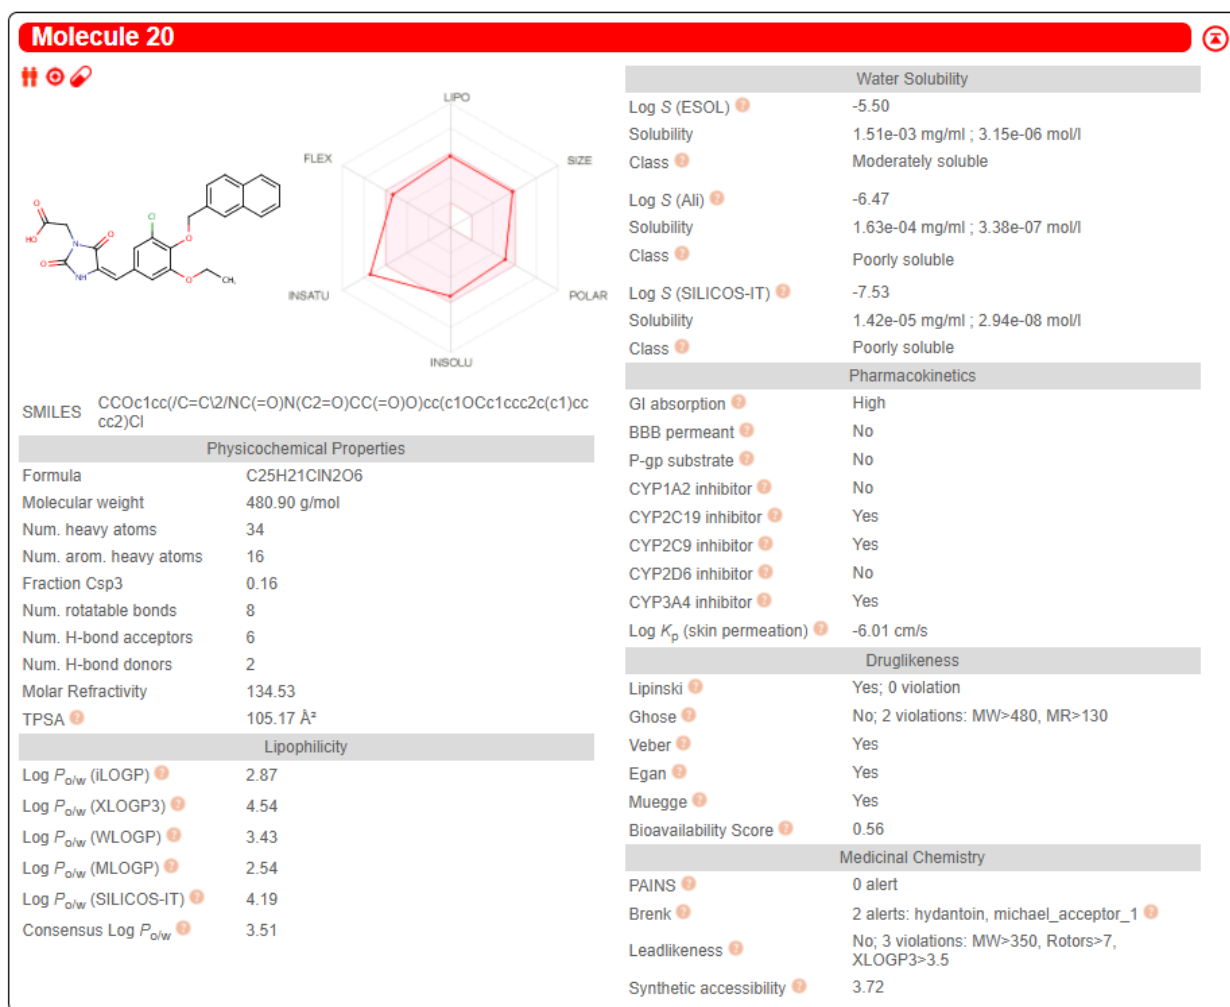 Molecule 20
LIPO
FLEX
SIZE
INSATU
POLAR
INSOLU
O
HO
O
N
O
O
NH
Cl
O
O
CH3
SMILES CCOc1cc(/C=C\2/NC(=O)N(C2=O)CC(=O)O)cc(c1OCc1ccc2c(c1)cc
cc2)Cl
Physicochemical Properties
Formula C25H21ClN2O6
Molecular weight 480.90 g/mol
Num. heavy atoms 34
Num. arom. heavy atoms 16
Fraction Csp3 0.16
Num. rotatable bonds 8
Num. H-bond acceptors 6
Num. H-bond donors 2
Molar Refractivity 134.53
TPSA ? 105.17 Å²
Lipophilicity
Log Po/w (iLOGP) ? 2.87
Log Po/w (XLOGP3) ? 4.54
Log Po/w (WLOGP) ? 3.43
Log Po/w (MLOGP) ? 2.54
Log Po/w (SILICOS-IT) ? 4.19
Consensus Log Po/w ? 3.51
Water Solubility
Log S (ESOL) ? -5.50
Solubility 1.51e-03 mg/ml ; 3.15e-06 mol/l
Class ? Moderately soluble
Log S (Ali) ? -6.47
Solubility 1.63e-04 mg/ml ; 3.38e-07 mol/l
Class ? Poorly soluble
Log S (SILICOS-IT) ? -7.53
Solubility 1.42e-05 mg/ml ; 2.94e-08 mol/l
Class ? Poorly soluble
Pharmacokinetics
GI absorption ? High
BBB permeant ? No
P-gp substrate ? No
CYP1A2 inhibitor ? No
CYP2C19 inhibitor ? Yes
CYP2C9 inhibitor ? Yes
CYP2D6 inhibitor ? No
CYP3A4 inhibitor ? Yes
Log Kp (skin permeation) ? -6.01 cm/s
Druglikeness
Lipinski ? Yes; 0 violation
Ghose ? No; 2 violations: MW>480, MR>130
Veber ? Yes
Egan ? Yes
Muegge ? Yes
Bioavailability Score ? 0.56
Medicinal Chemistry
PAINS ? 0 alert
Brenk ? 2 alerts: hydantoin, michael_acceptor_1 ?
Leadlikeness ? No; 3 violations: MW>350, Rotors>7,
XLOGP3>3.5
Synthetic accessibility ? 3.72